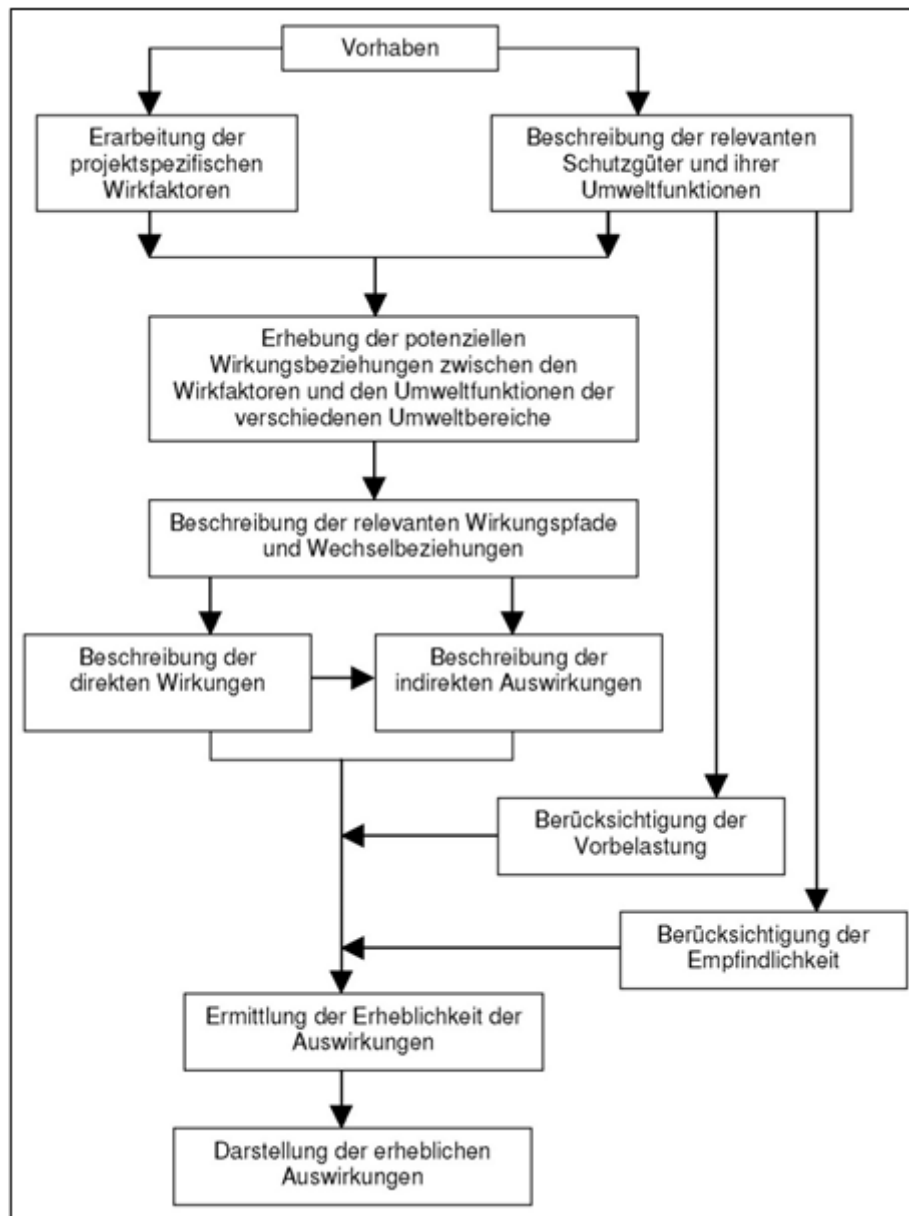 Vorhaben
Erarbeitung der
projektspezifischen
Wirkfaktoren
Beschreibung der relevanten
Schutzgüter und ihrer
Umweltfunktionen
Erhebung der potenziellen
Wirkungsbeziehungen zwischen den
Wirkfaktoren und den Umweltfunktionen der
verschiedenen Umweltbereiche
Beschreibung der relevanten Wirkungspfade
und Wechselbeziehungen
Beschreibung der
direkten Wirkungen
Beschreibung der
indirekten Auswirkungen
Berücksichtigung der
Vorbelastung
Berücksichtigung der
Empfindlichkeit
Ermittlung der Erheblichkeit der
Auswirkungen
Darstellung der erheblichen
Auswirkungen